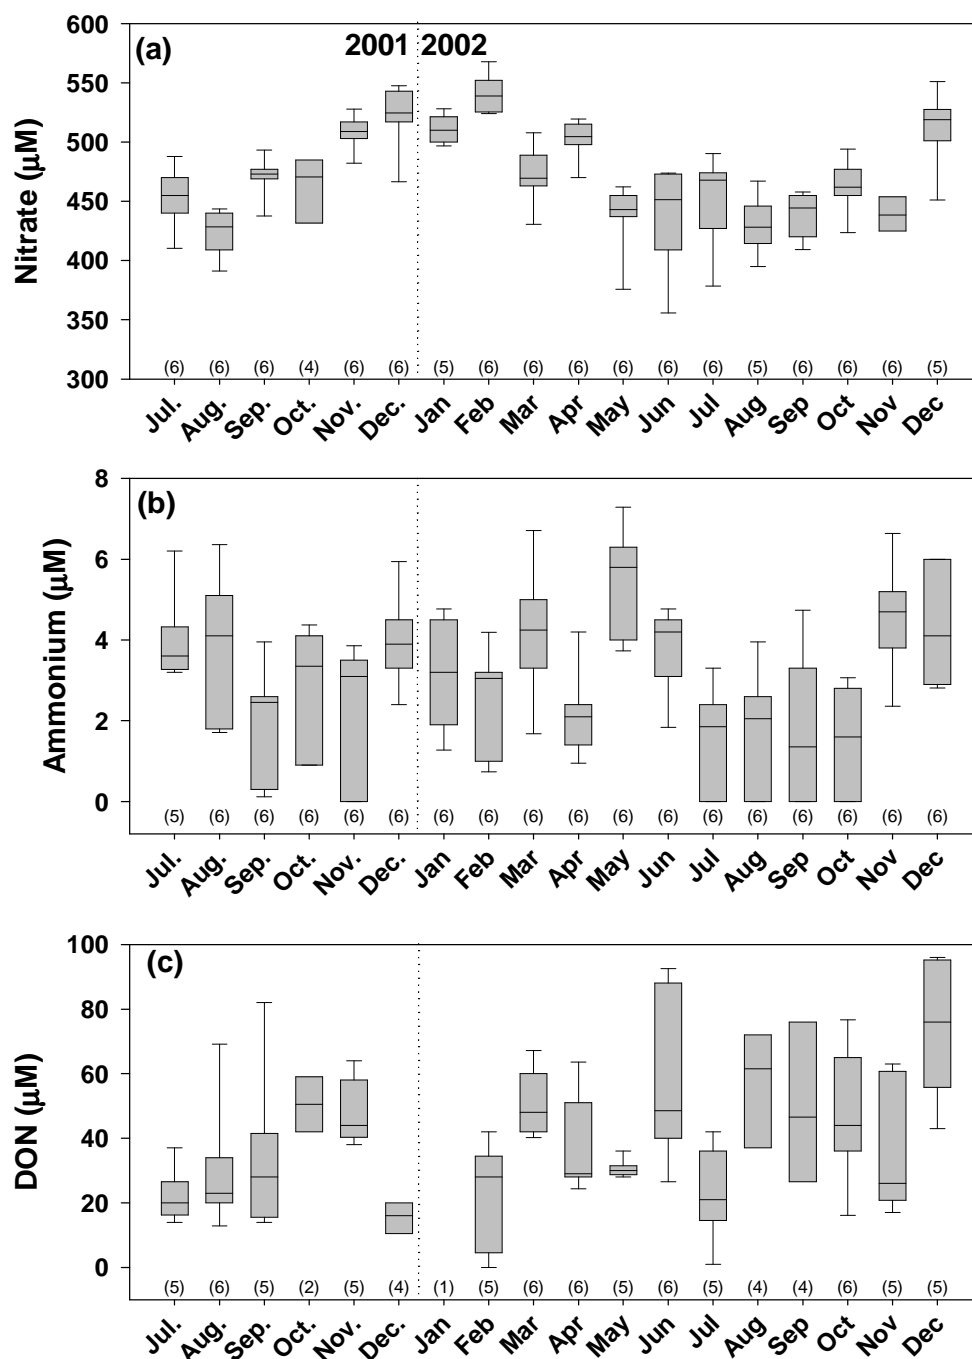 (a)
2001 2002
Nitrate (µM)
600
550
500
450
400
350
300
(6) (6) (6) (4) (6) (6) (5) (6) (6) (6) (6) (6) (6) (5) (6) (6) (6) (5)
Jul. Aug. Sep. Oct. Nov. Dec. Jan Feb Mar Apr May Jun Jul Aug Sep Oct Nov Dec
(b)
Ammonium (µM)
8
6
4
2
0
(5) (6) (6) (6) (6) (6) (6) (6) (6) (6) (6) (6) (6) (6) (6) (6) (6) (6)
Jul. Aug. Sep. Oct. Nov. Dec. Jan Feb Mar Apr May Jun Jul Aug Sep Oct Nov Dec
(c)
DON (µM)
100
80
60
40
20
0
(5) (6) (5) (2) (5) (4) (1) (5) (6) (6) (5) (6) (5) (4) (4) (6) (5) (5)
Jul. Aug. Sep. Oct. Nov. Dec. Jan Feb Mar Apr May Jun Jul Aug Sep Oct Nov Dec